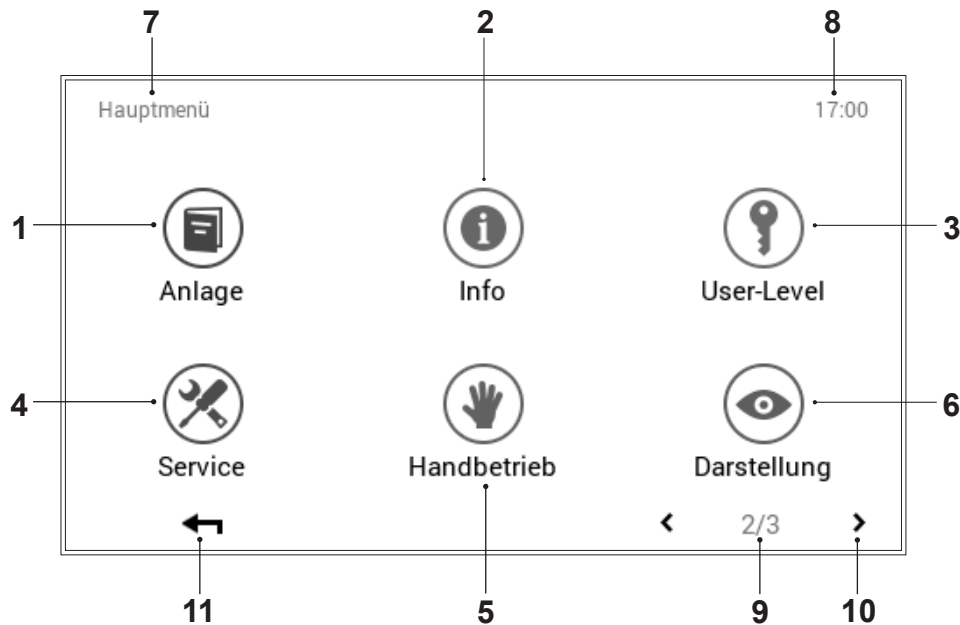 7 2 8
Hauptmenü 17:00
1 3
Anlage Info User-Level
4 6
Service Handbetrieb Darstellung
2/3
11 5 9 10